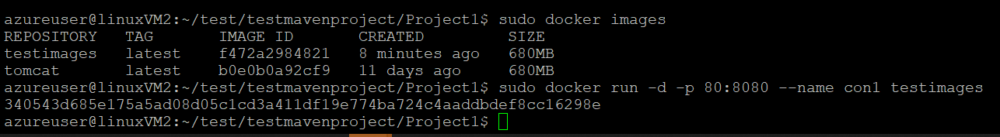 azureuser@linuxVM2:~/test/testmavenproject/Project1$ sudo docker images
REPOSITORY   TAG       IMAGE ID       CREATED         SIZE
testimages   latest    f472a2984821   8 minutes ago   680MB
tomcat       latest    b0e0b0a92cf9   11 days ago     680MB
azureuser@linuxVM2:~/test/testmavenproject/Project1$ sudo docker run -d -p 80:8080 --name con1 testimages
340543d685e175a5ad08d05c1cd3a411df19e774ba724c4aaddbdef8cc16298e
azureuser@linuxVM2:~/test/testmavenproject/Project1$